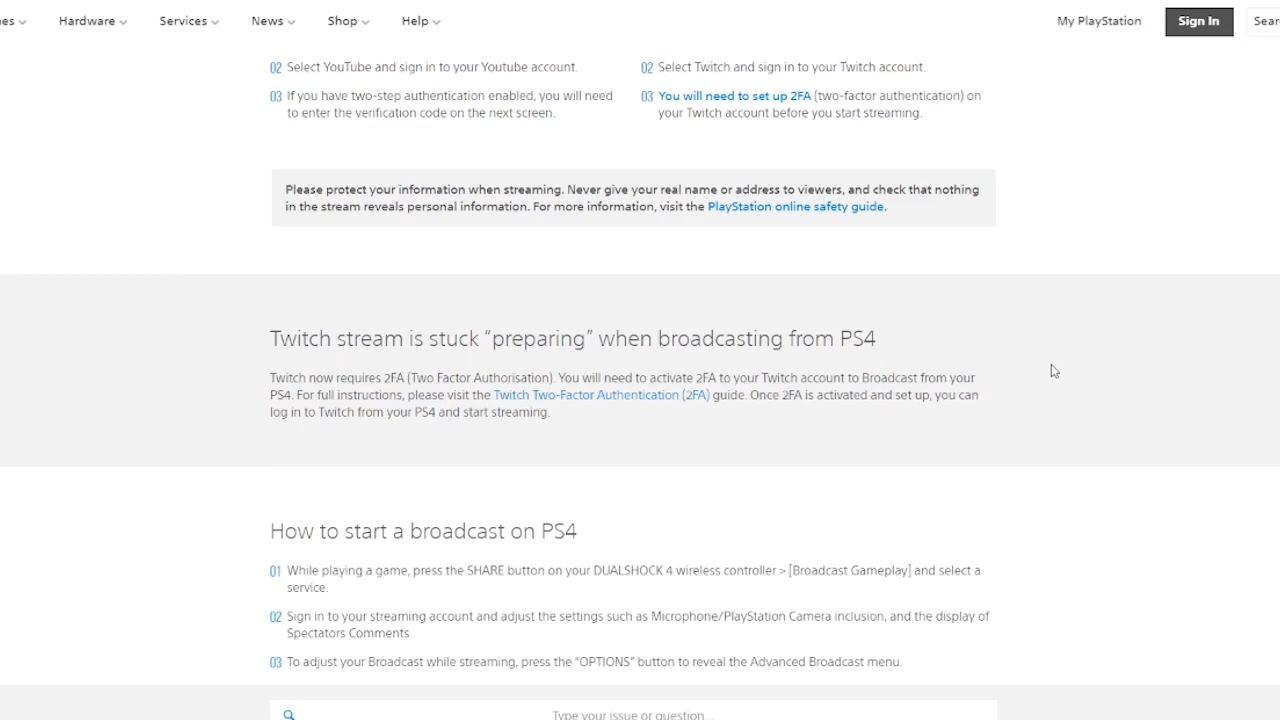 es Hardware Services News Shop Help My PlayStation Sign In Sear
02 Select YouTube and sign in to your Youtube account.
03 If you have two-step authentication enabled, you will need
to enter the verification code on the next screen.
02 Select Twitch and sign in to your Twitch account.
03 You will need to set up 2FA (two-factor authentication) on
your Twitch account before you start streaming.
Please protect your information when streaming. Never give your real name or address to viewers, and check that nothing
in the stream reveals personal information. For more information, visit the PlayStation online safety guide.
Twitch stream is stuck “preparing” when broadcasting from PS4
Twitch now requires 2FA (Two Factor Authorisation). You will need to activate 2FA to your Twitch account to Broadcast from your
PS4. For full instructions, please visit the Twitch Two-Factor Authentication (2FA) guide. Once 2FA is activated and set up, you can
log in to Twitch from your PS4 and start streaming.
How to start a broadcast on PS4
01 While playing a game, press the SHARE button on your DUALSHOCK 4 wireless controller > [Broadcast Gameplay] and select a
service.
02 Sign in to your streaming account and adjust the settings such as Microphone/PlayStation Camera inclusion, and the display of
Spectators Comments.
03 To adjust your Broadcast while streaming, press the “OPTIONS” button to reveal the Advanced Broadcast menu.
Type your issue or question...